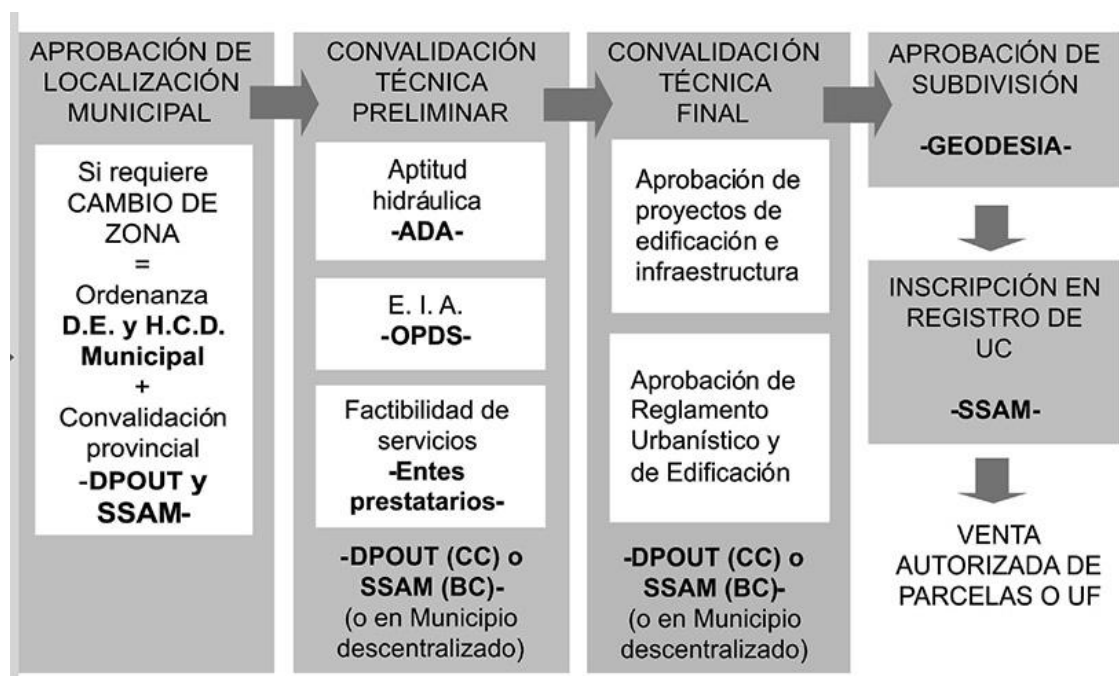 APROBACIÓN DE
LOCALIZACIÓN
MUNICIPAL
Si requiere
CAMBIO DE
ZONA
=
Ordenanza
D.E. y H.C.D.
Municipal
+
Convalidación
provincial
-DPOUT y
SSAM-
CONVALIDACIÓN
TÉCNICA
PRELIMINAR
Aptitud
hidráulica
-ADA-
E. I. A.
-OPDS-
Factibilidad de
servicios
-Entes
prestatarios-
-DPOUT (CC) o
SSAM (BC)-
(o en Municipio
descentralizado)
CONVALIDACIÓN
TÉCNICA
FINAL
Aprobación de
proyectos de
edificación e
infraestructura
Aprobación de
Reglamento
Urbanístico y
de Edificación
-DPOUT (CC) o
SSAM (BC)-
(o en Municipio
descentralizado)
APROBACIÓN DE
SUBDIVISIÓN
-GEODESIA-
INSCRIPCIÓN EN
REGISTRO DE
UC
-SSAM-
VENTA
AUTORIZADA DE
PARCELAS O UF